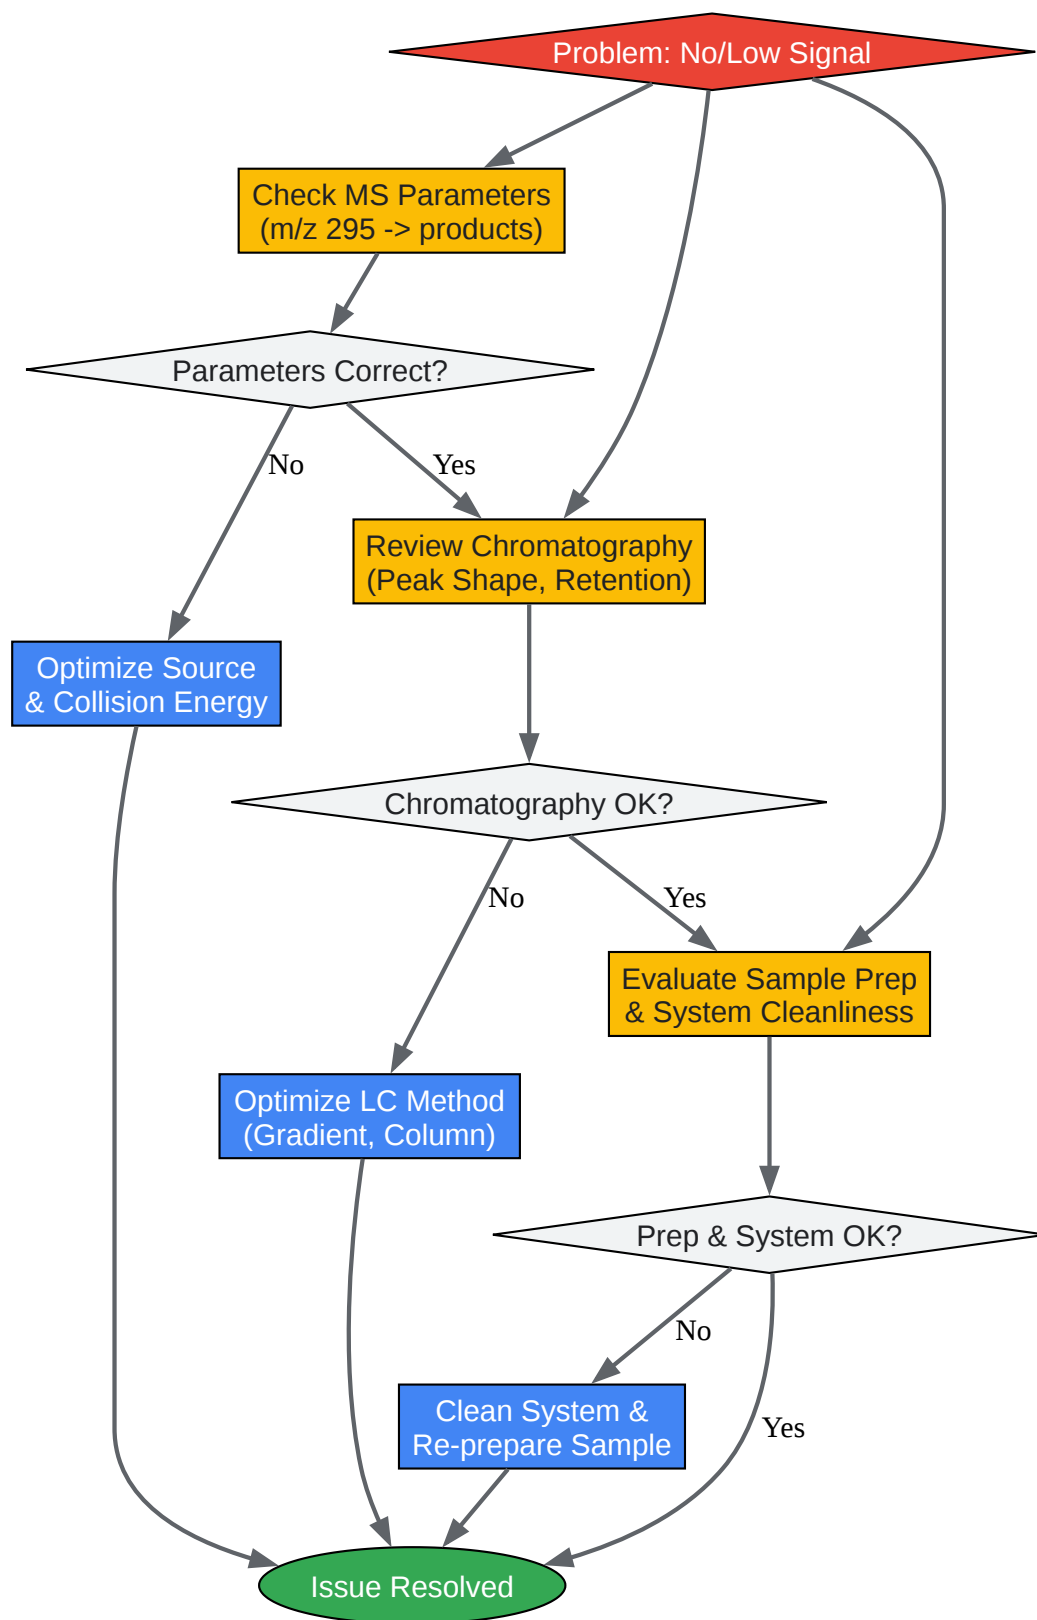 Problem: No/Low Signal
Check MS Parameters
(m/z 295 -> products)
Parameters Correct?
No
Yes
Review Chromatography
(Peak Shape, Retention)
Optimize Source
& Collision Energy
Chromatography OK?
No
Yes
Evaluate Sample Prep
& System Cleanliness
Optimize LC Method
(Gradient, Column)
Prep & System OK?
No
Yes
Clean System &
Re-prepare Sample
Issue Resolved